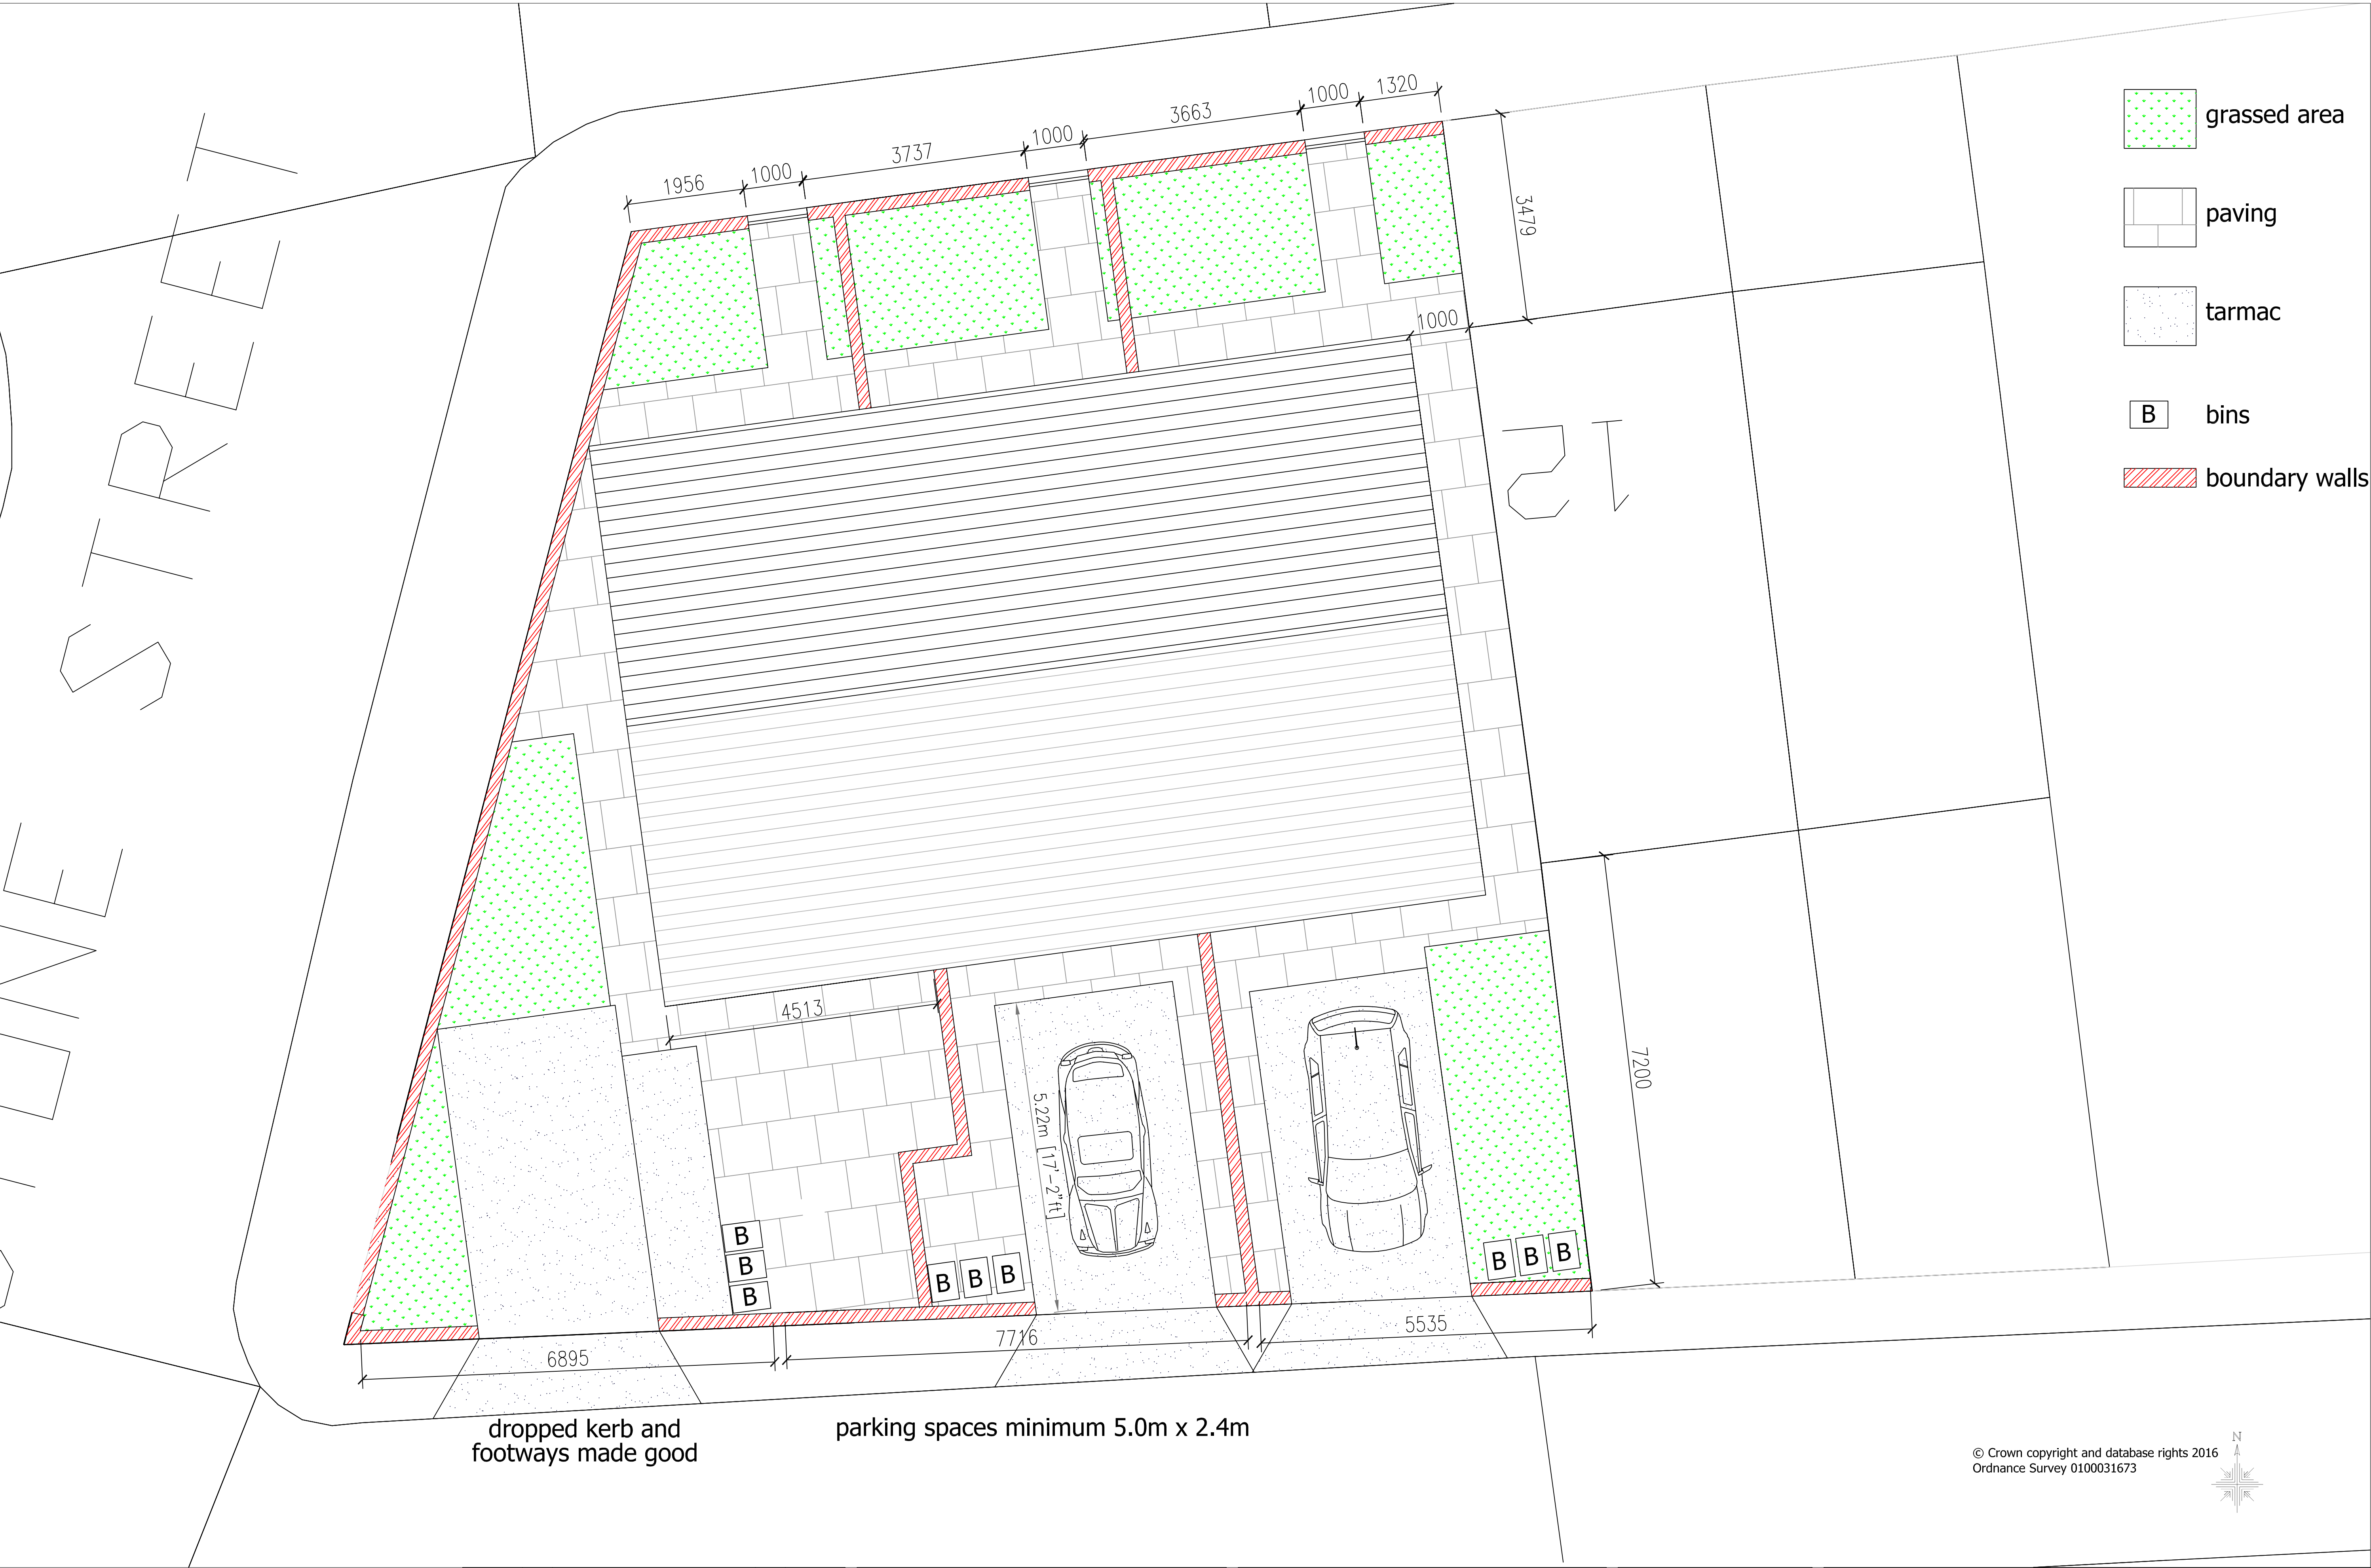 1956
1000
3737
1000
3663
1000
1320
3479
1000
12
STREET
grassed area
paving
tarmac
B
bins
boundary walls
4513
5.22m [17'-2"ft]
7200
B
B
B
B B B
B B B
6895
7716
5535
dropped kerb and
footways made good
parking spaces minimum 5.0m x 2.4m
© Crown copyright and database rights 2016
Ordnance Survey 0100031673
N